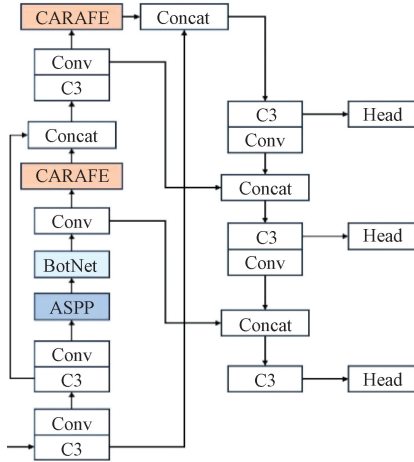 CARAFE
Concat
Conv
C3
Concat
CARAFE
Conv
BotNet
ASPP
Conv
C3
Conv
C3
C3
Conv
Head
Concat
C3
Conv
Head
Concat
C3
Head